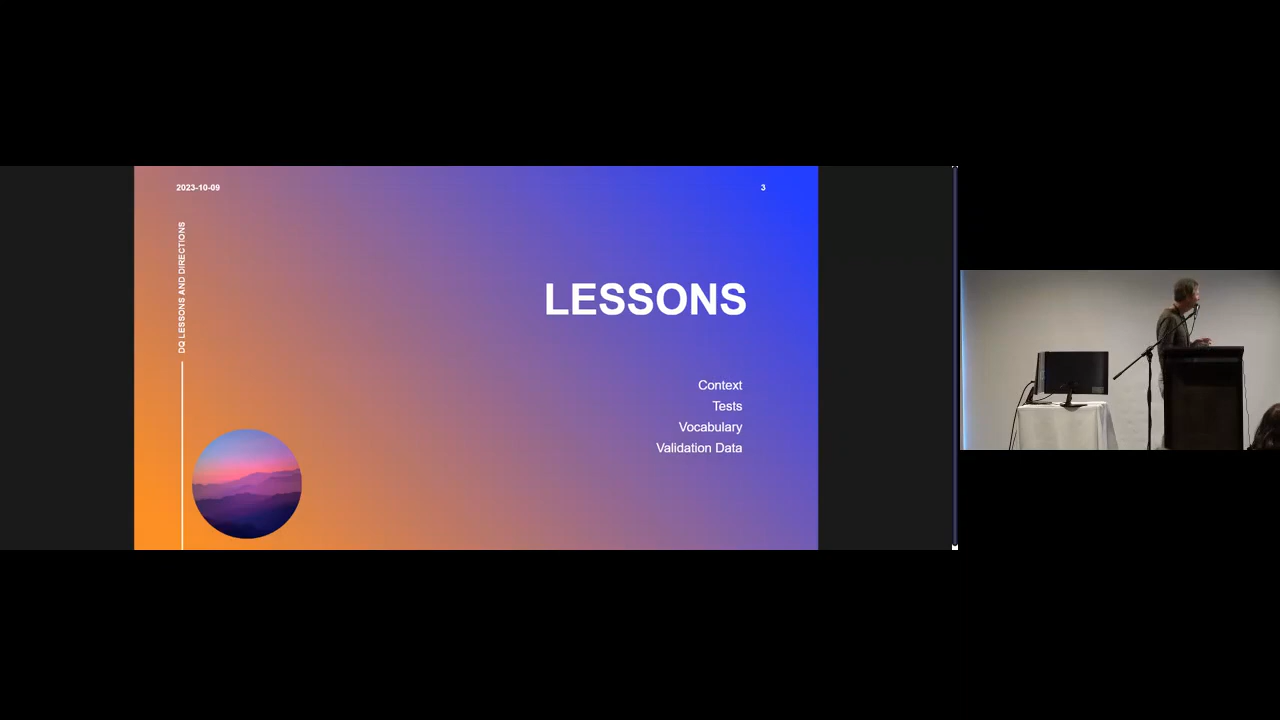 2023-10-09
3
DQ LESSONS AND DIRECTIONS
LESSONS
Context
Tests
Vocabulary
Validation Data